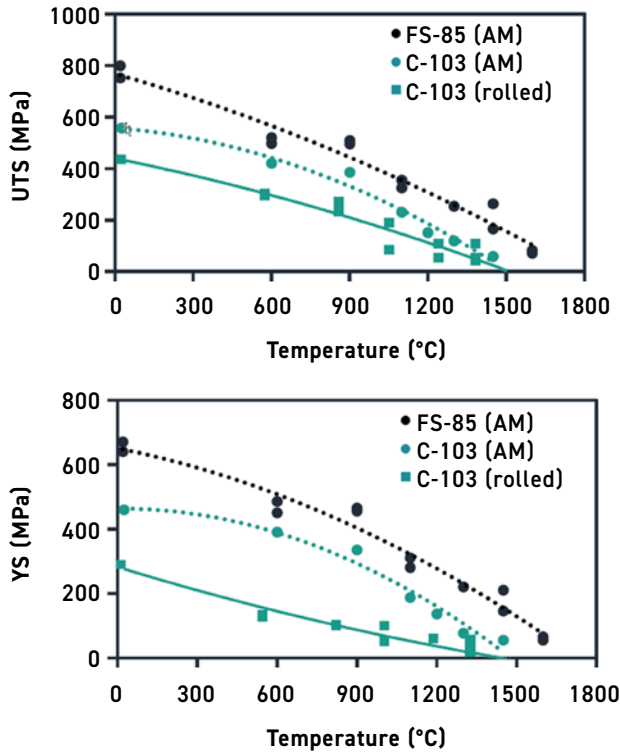 1000
800
600
400
200
0
UTS (MPa)
FS-85 (AM)
C-103 (AM)
C-103 (rolled)
0 300 600 900 1200 1500 1800
Temperature (°C)
800
600
400
200
0
YS (MPa)
FS-85 (AM)
C-103 (AM)
C-103 (rolled)
0 300 600 900 1200 1500 1800
Temperature (°C)